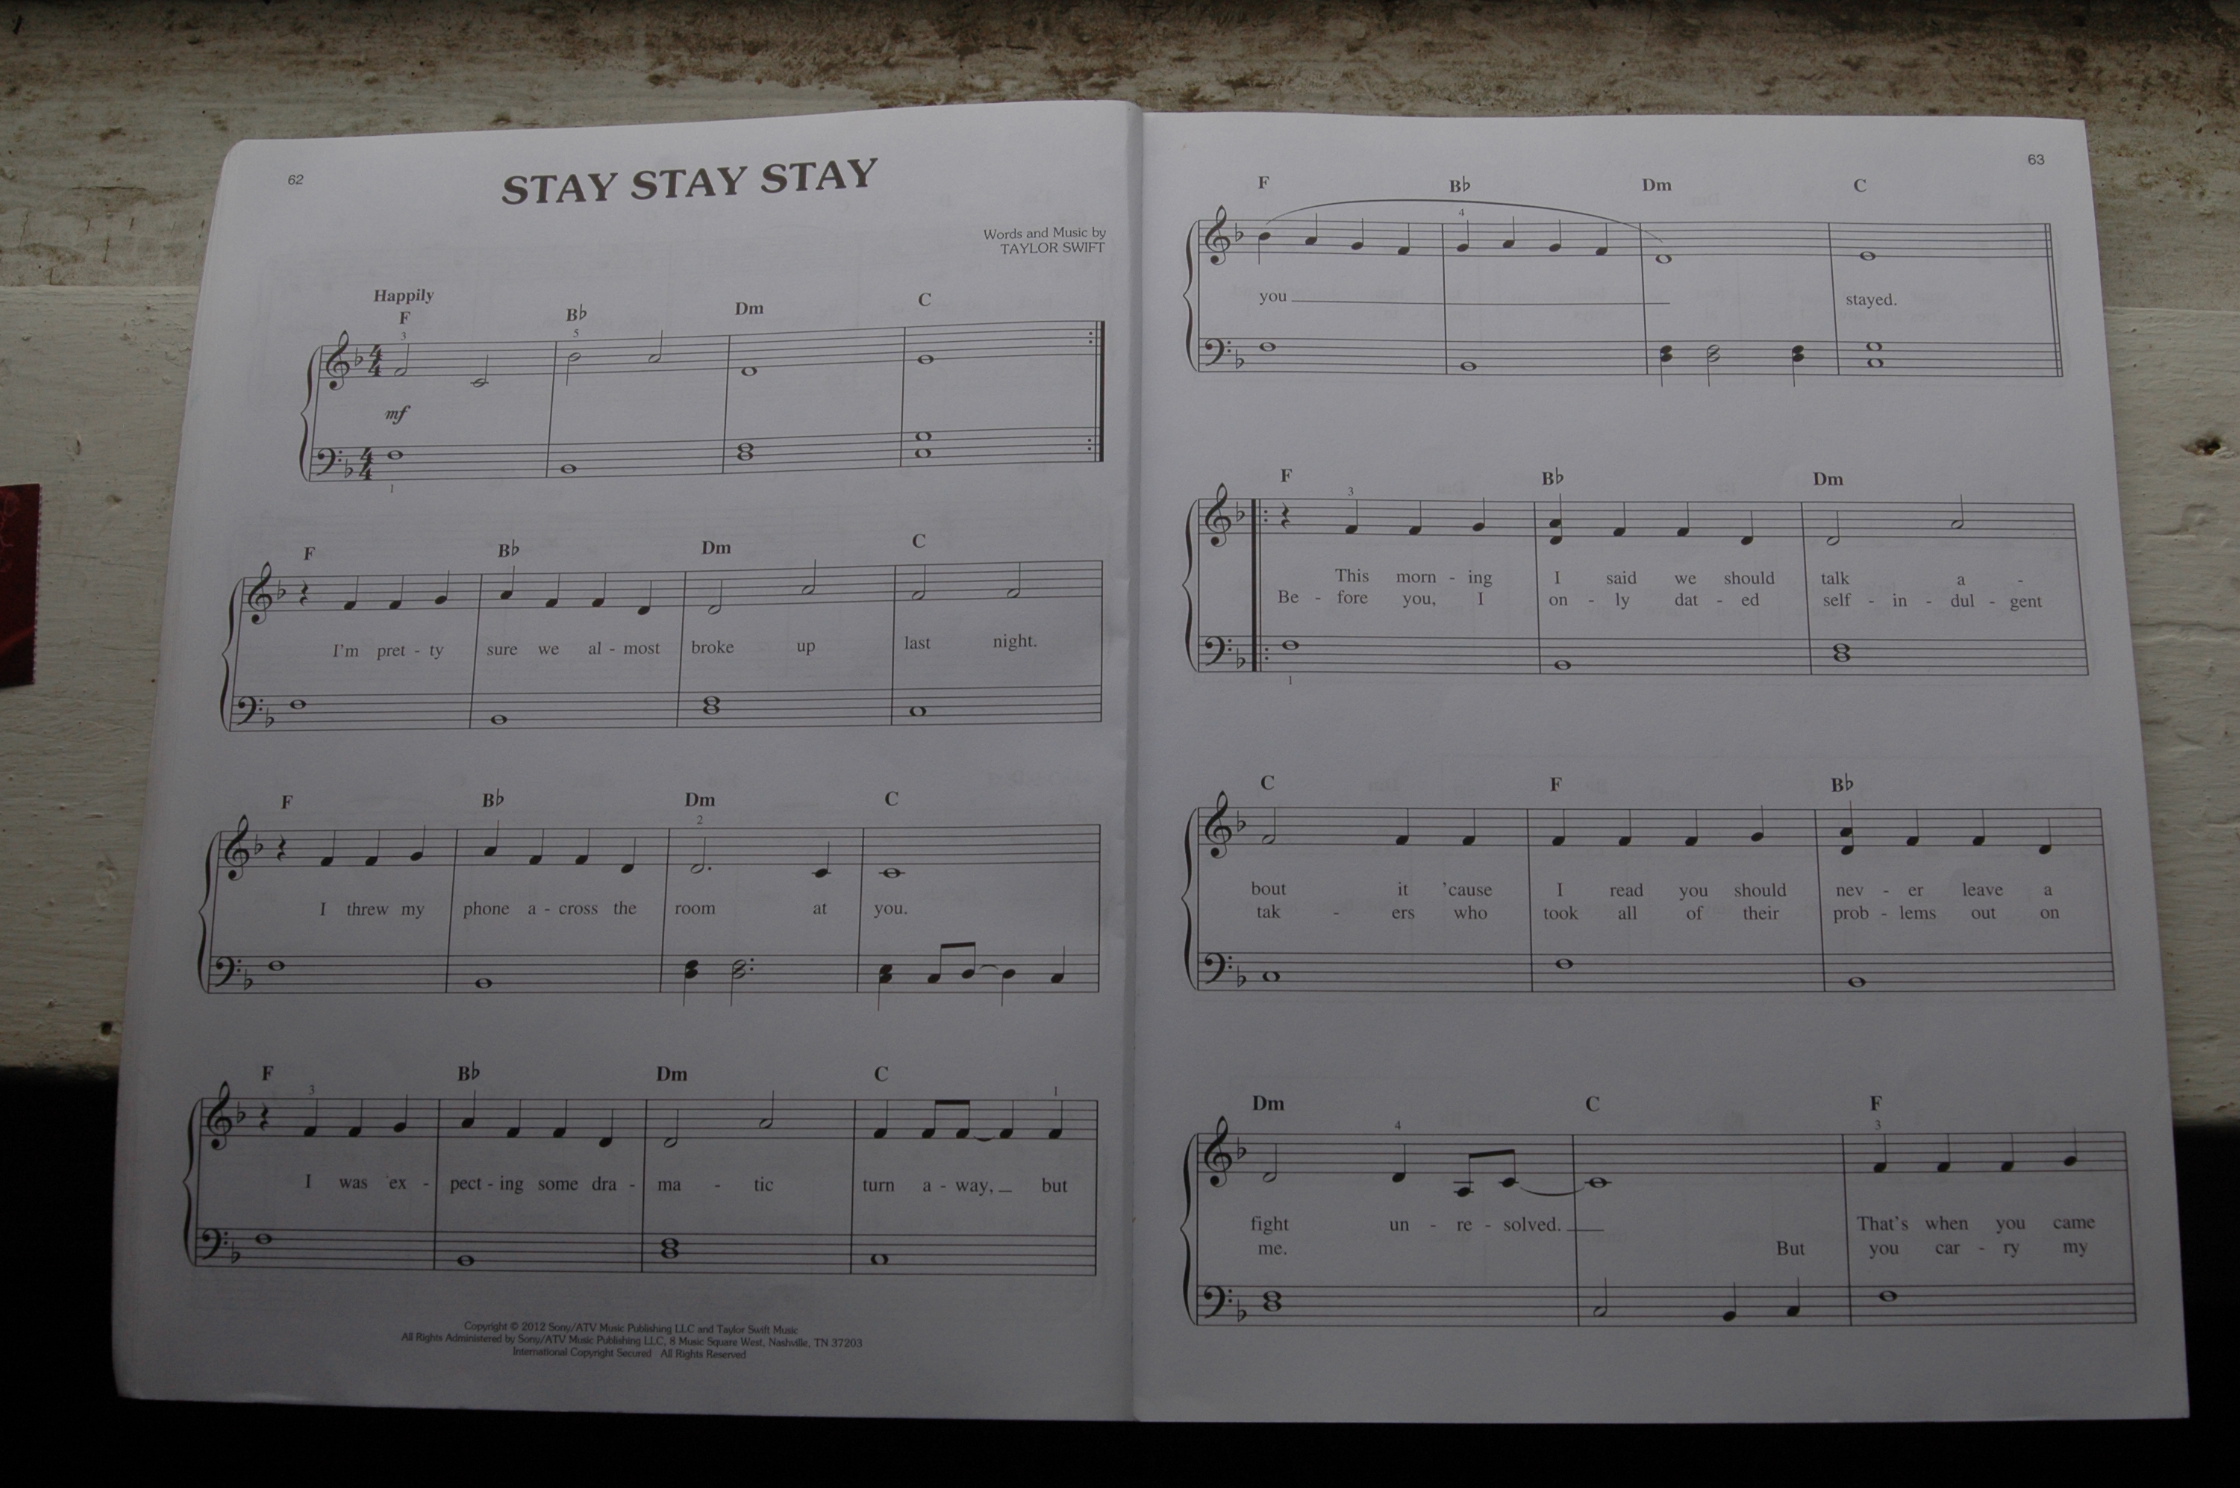 62
STAY STAY STAY
Words and Music by
TAYLOR SWIFT
Happily
F Bb Dm C
3 5
4 4
mf
4 4
1
F Bb Dm C
I'm pret - ty sure we al - most broke up last night.
F Bb Dm C
2
I threw my phone a - cross the room at you.
F Bb Dm C
3 1
I was ex - pect - ing some dra - ma - tic turn a - way, but
Copyright © 2012 Sony/ATV Music Publishing LLC and Taylor Swift Music
All Rights Administered by Sony/ATV Music Publishing LLC, 8 Music Square West, Nashville, TN 37203
International Copyright Secured All Rights Reserved
63
F Bb Dm C
4
you stayed.
F Bb Dm
3
This morn - ing I said we should talk a -
Be - fore you, I on - ly dat - ed self - in - dul - gent
1
C F Bb
bout it 'cause I read you should nev - er leave a
tak - ers who took all of their prob - lems out on
Dm C F
4 3
fight un - re - solved. That's when you came
me. But you car - ry my